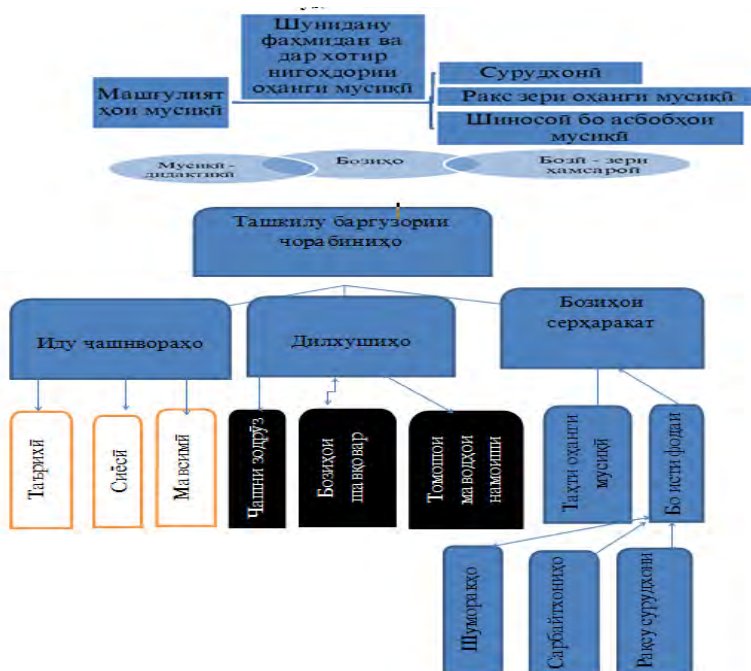 Шунидану
фаҳмидан ва
дар хотир
нигоҳдории
оҳанги мусиқӣ
Машғулият
ҳои мусиқӣ
Сурудхонӣ
Рақс зери оҳанги мусиқӣ
Шиносоӣ бо асбобҳои
мусиқӣ
Мусиқӣ -
дидактикӣ
Бозиҳо
Бозӣ - зери
ҳамсароӣ
Ташкилу баргузории
чорабиниҳо
Иду ҷашнвораҳо
Дилхушиҳо
Бозиҳои
серҳаракат
Таърихӣ
Сиёсӣ
Мавсимӣ
Ҷашни зодрӯз
Бозиҳои
шавқовар
Томошои
маводҳои
намоиши
Таҳти оҳанги
мусиқӣ
Бо исти фодаи
Шуморакҳо
Сарбайтхониҳо
Рақсу сурудхони